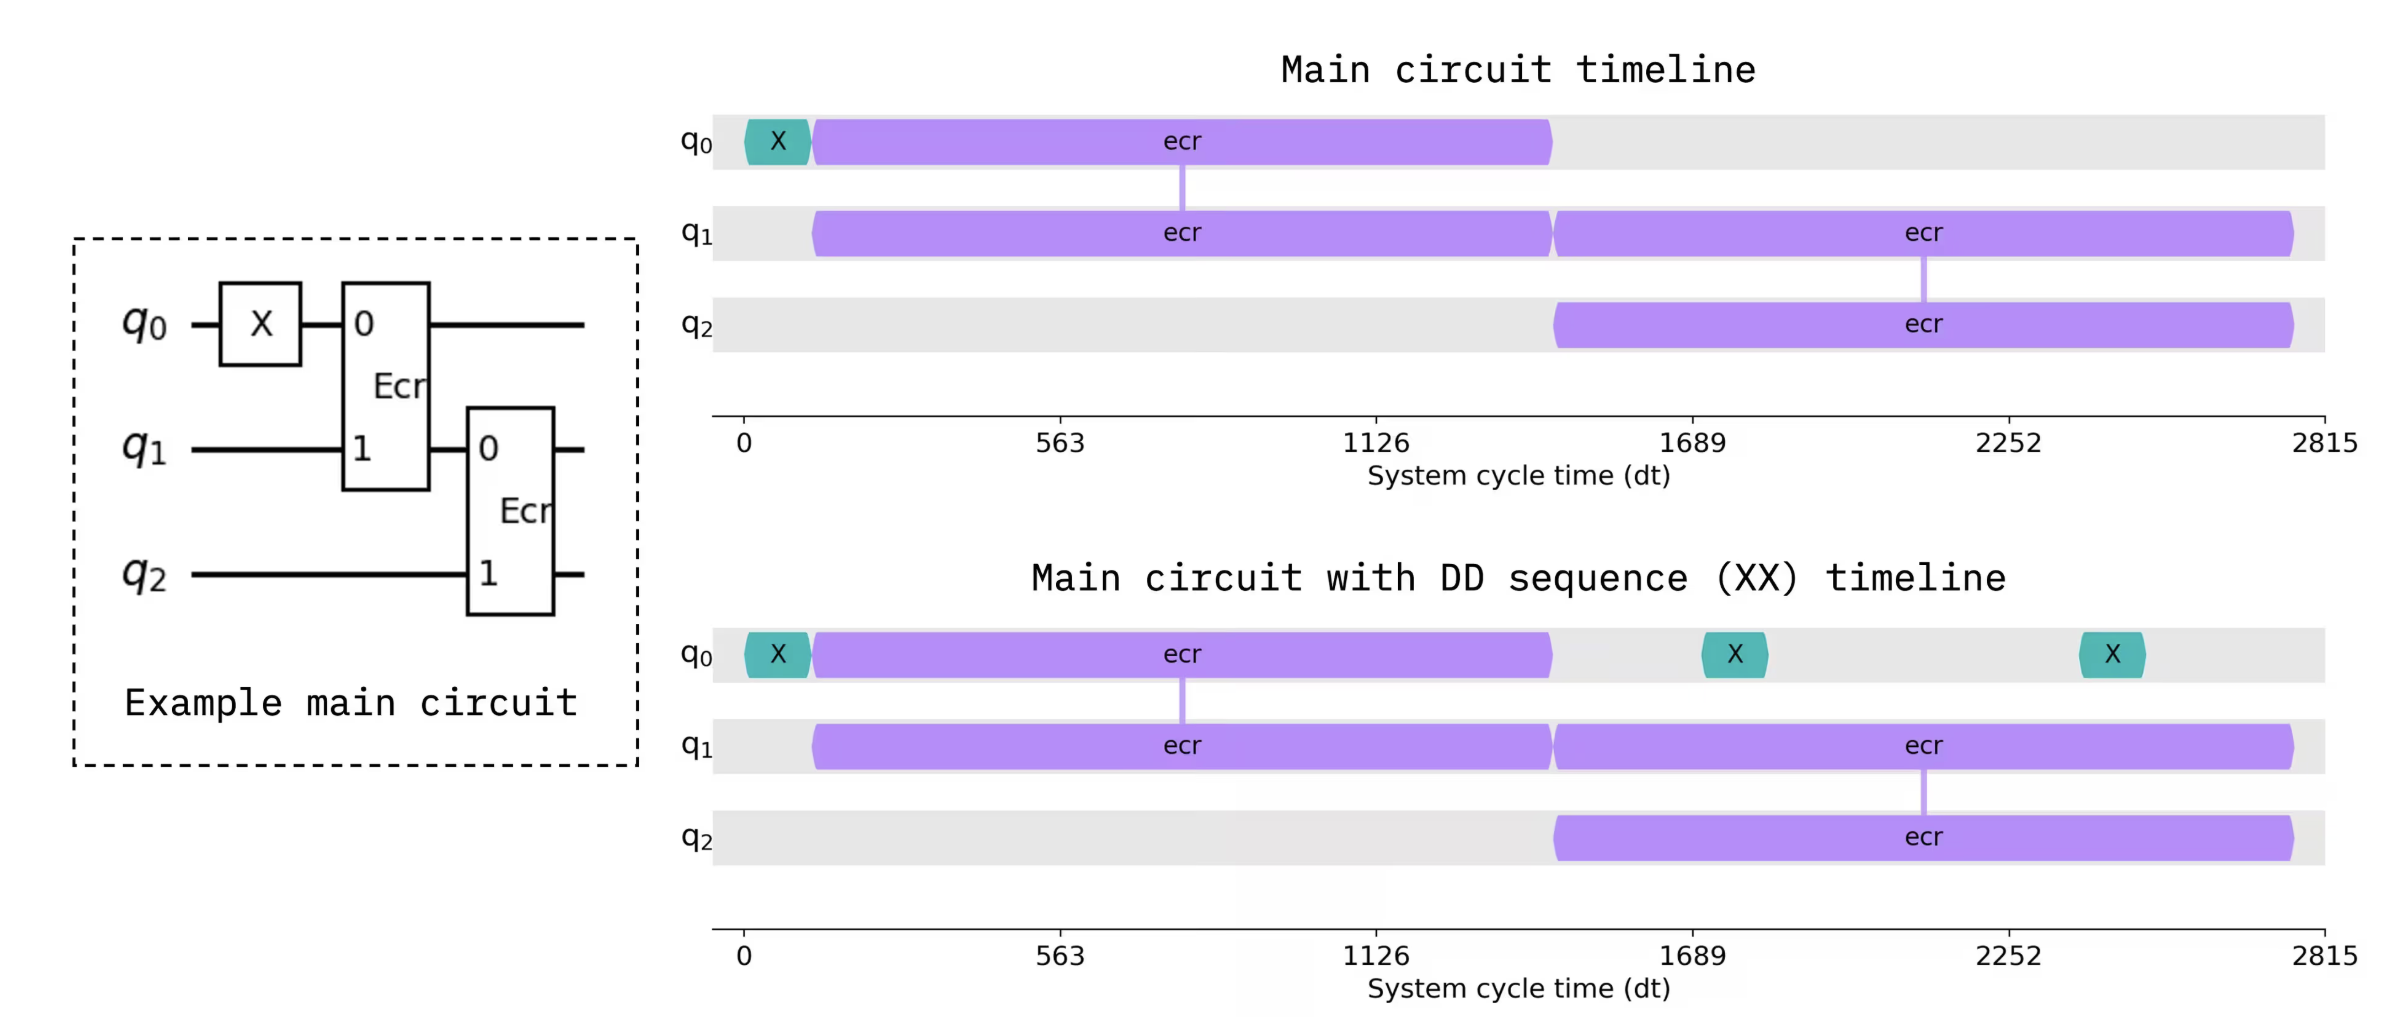 q0 X 0
Ecr
q1 1 0
Ecr
q2 1
Example main circuit
Main circuit timeline
q0 X ecr
q1 ecr ecr
q2 ecr
0 563 1126 1689 2252 2815
System cycle time (dt)
Main circuit with DD sequence (XX) timeline
q0 X ecr X X
q1 ecr ecr
q2 ecr
0 563 1126 1689 2252 2815
System cycle time (dt)